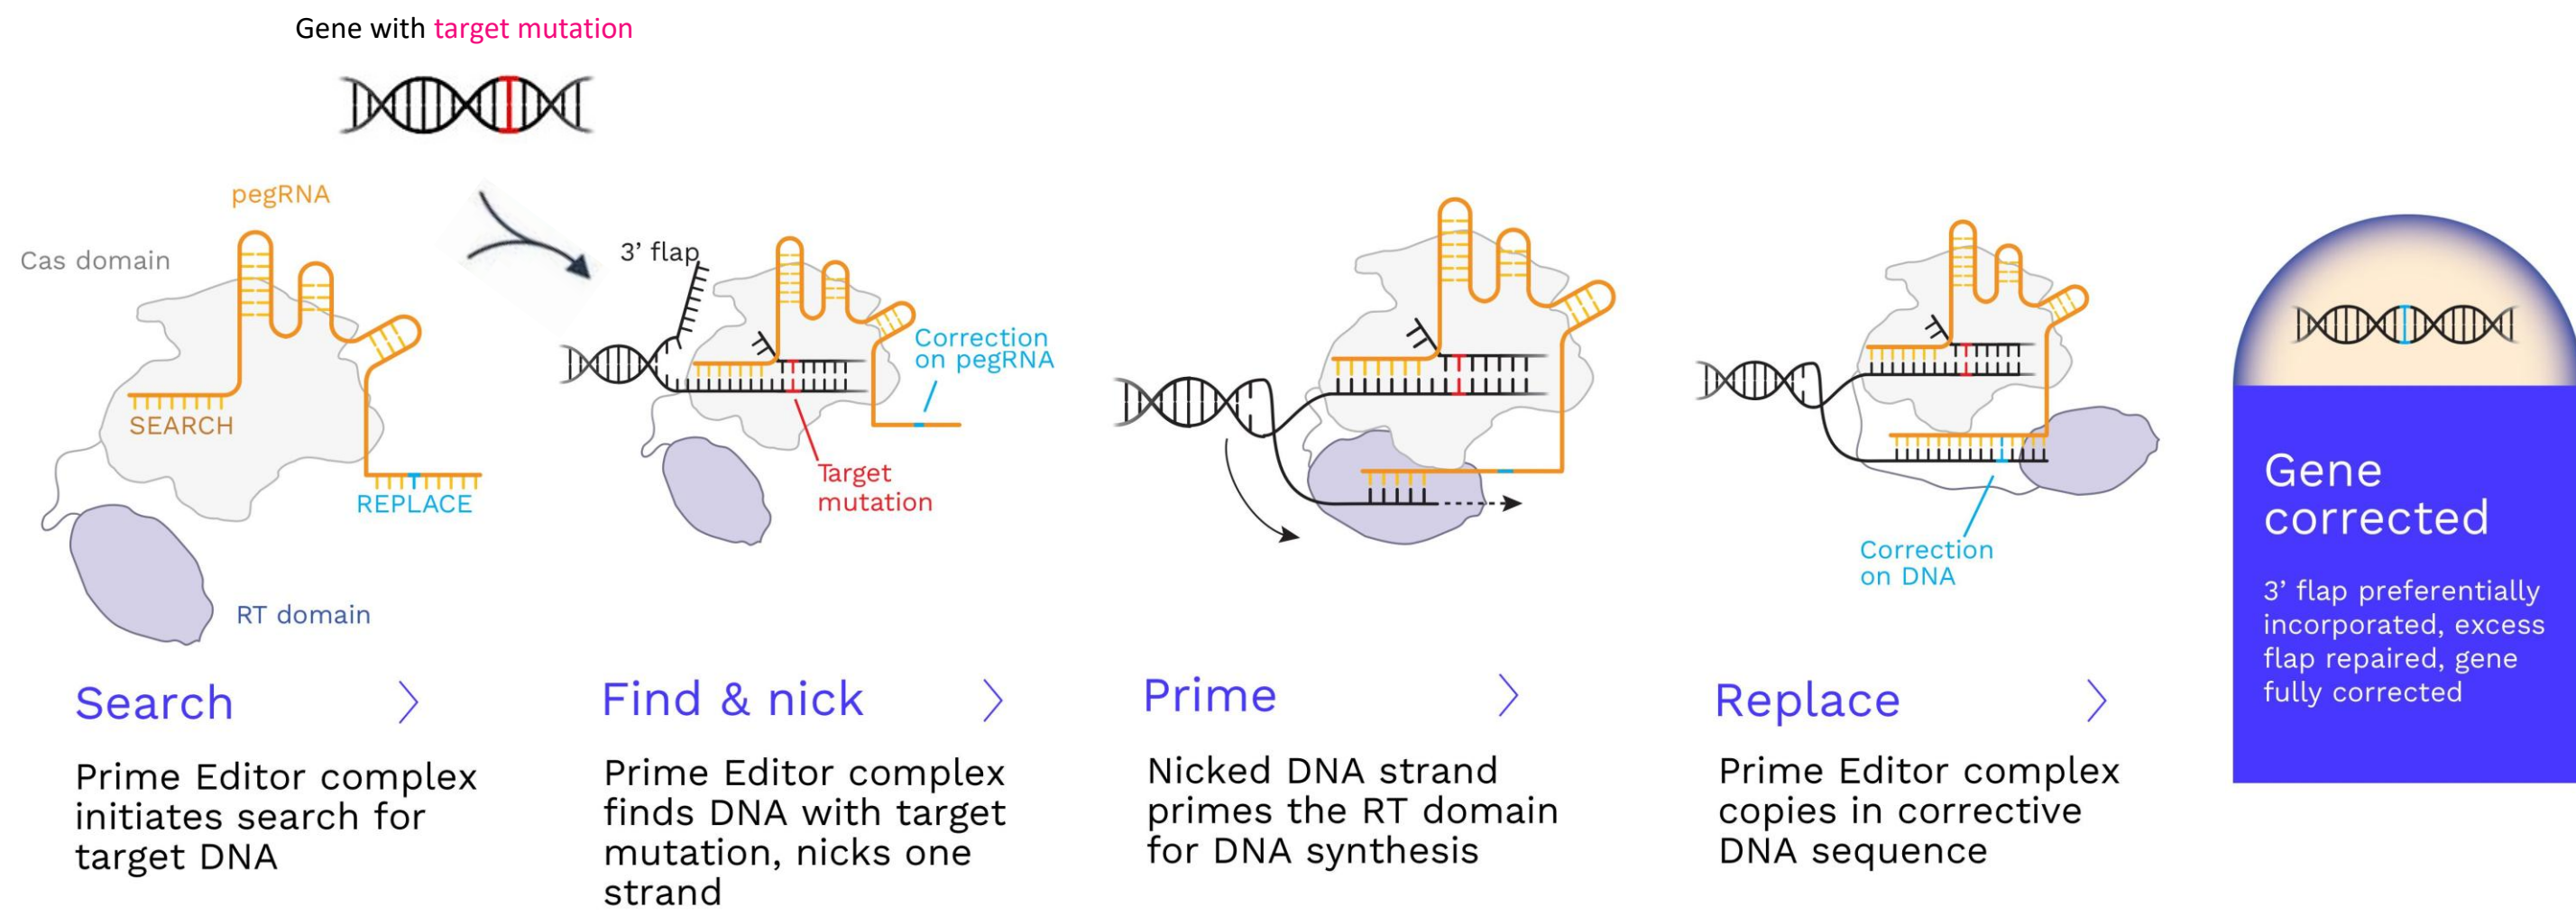 Gene with target mutation
pegRNA
Cas domain
SEARCH
REPLACE
RT domain
Search
Prime Editor complex
initiates search for
target DNA
3’ flap
Correction
on pegRNA
Target
mutation
Find & nick
Prime Editor complex
finds DNA with target
mutation, nicks one
strand
Prime
Nicked DNA strand
primes the RT domain
for DNA synthesis
Correction
on DNA
Replace
Prime Editor complex
copies in corrective
DNA sequence
Gene
corrected
3’ flap preferentially
incorporated, excess
flap repaired, gene
fully corrected